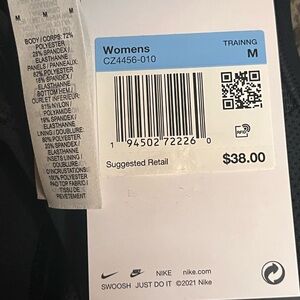 M M M
BODY / CORPS: 72%
POLYESTER
28% SPANDEX /
ELASTHANNE
PANELS / PANNEAUX:
82% POLYESTER
18% SPANDEX /
ELASTHANNE
BOTTOM HEM /
OURLET INFÉRIEUR:
81% NYLON /
POLYAMIDE
19% SPANDEX /
ELASTHANNE
LINING / DOUBLURE:
80% POLYESTER
20% SPANDEX /
ELASTHANNE
INSETS LINING /
DOUBLURE
D'INCRUSTATIONS:
100% POLYESTER
PAD TOP FABRIC /
TISSU DE
REVÊTEMENT
Womens
CZ4456-010
TRAINNG
M
1 94502 72226 0
Suggested Retail
$38.00
NIKE nike.com
SWOOSH JUST DO IT ©2021 Nike